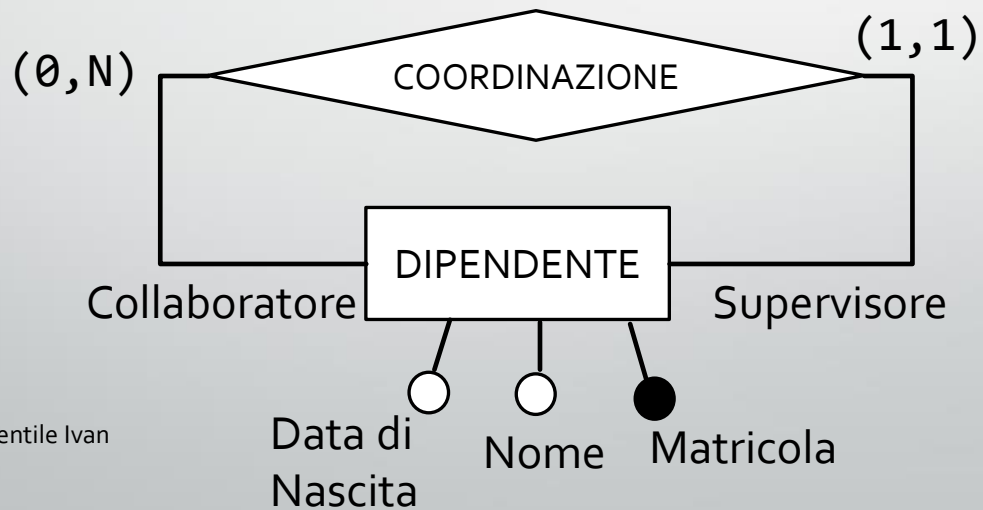 (0,N)
COORDINAZIONE
(1,1)
DIPENDENTE
Collaboratore
Supervisore
entile Ivan
Data di
Nascita
Nome
Matricola